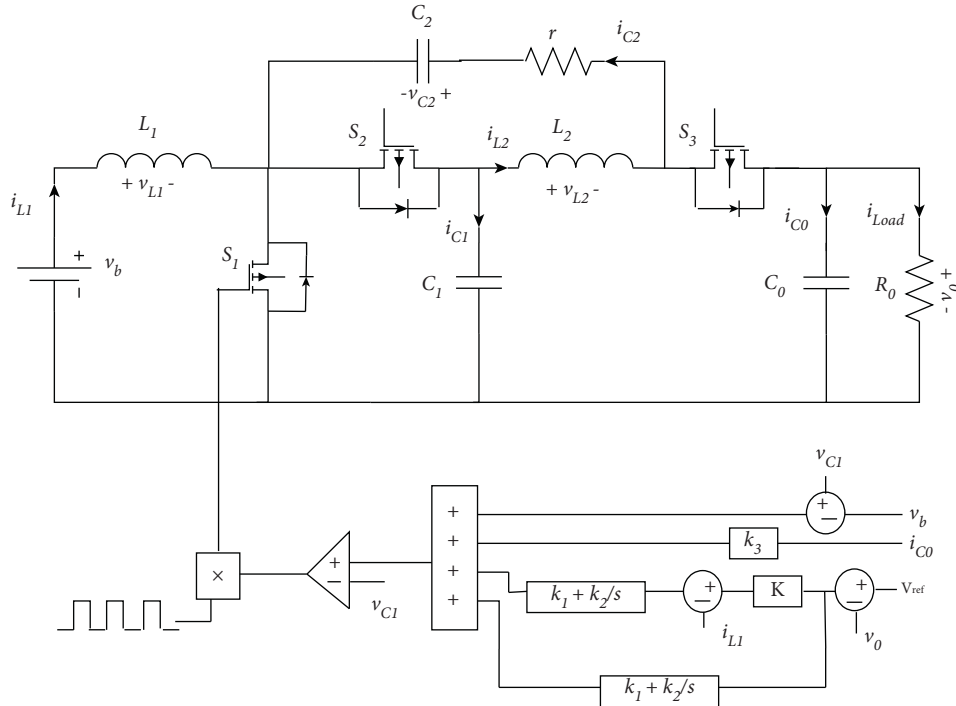 C2
r
iC2
-vC2 +
L1
S2
iL2
L2
S3
+ vL1 -
+ vL2 -
iL1
iC1
iC0
iLoad
+
vb
-
S1
C1
C0
R0
- v0 +
vC1
+
+
-
vb
+
k3
iC0
×
+
-
vC1
+
k1 + k2/s
+
-
K
+
-
Vref
+
iL1
v0
k1 + k2/s